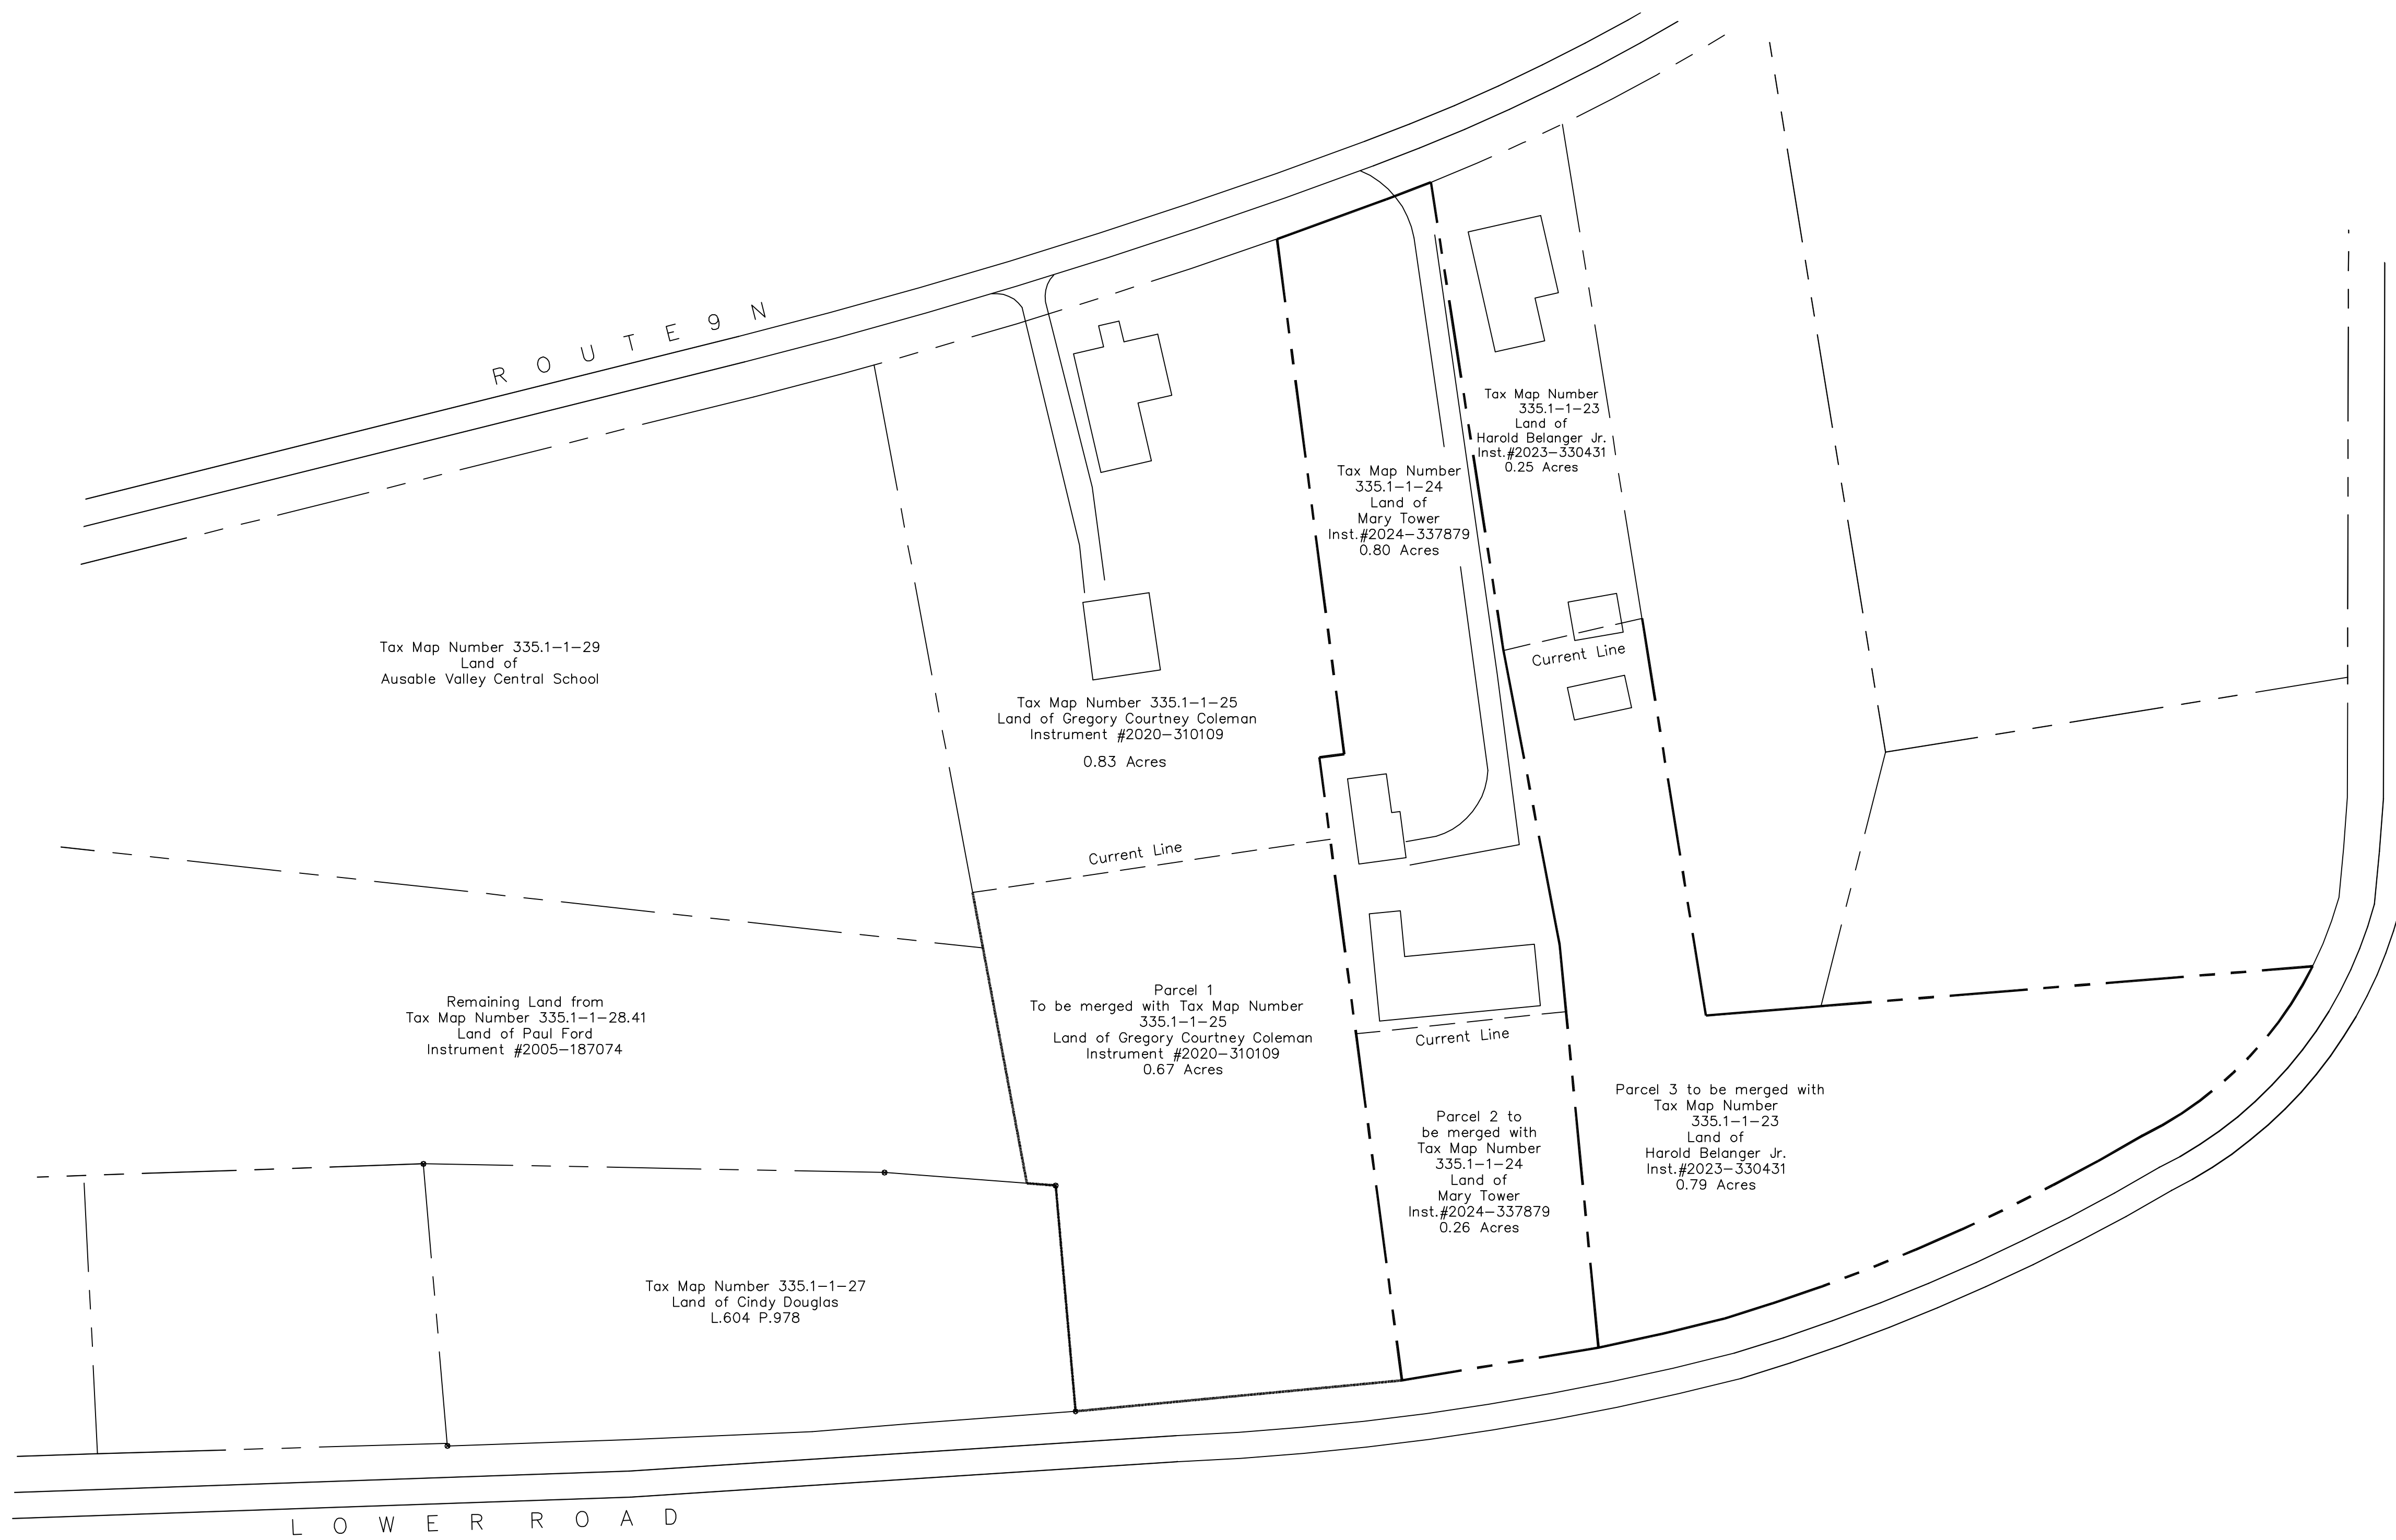 R O U T E 9 N
Tax Map Number
335.1-1-23
Land of
Harold Belanger Jr.
Inst.#2023-330431
0.25 Acres
Tax Map Number
335.1-1-24
Land of
Mary Tower
Inst.#2024-337879
0.80 Acres
Tax Map Number 335.1-1-29
Land of
Ausable Valley Central School
Current Line
Tax Map Number 335.1-1-25
Land of Gregory Courtney Coleman
Instrument #2020-310109
0.83 Acres
Current Line
Remaining Land from
Tax Map Number 335.1-1-28.41
Land of Paul Ford
Instrument #2005-187074
Parcel 1
To be merged with Tax Map Number
335.1-1-25
Land of Gregory Courtney Coleman
Instrument #2020-310109
0.67 Acres
Current Line
Parcel 2 to
be merged with
Tax Map Number
335.1-1-24
Land of
Mary Tower
Inst.#2024-337879
0.26 Acres
Parcel 3 to be merged with
Tax Map Number
335.1-1-23
Land of
Harold Belanger Jr.
Inst.#2023-330431
0.79 Acres
Tax Map Number 335.1-1-27
Land of Cindy Douglas
L.604 P.978
L O W E R R O A D